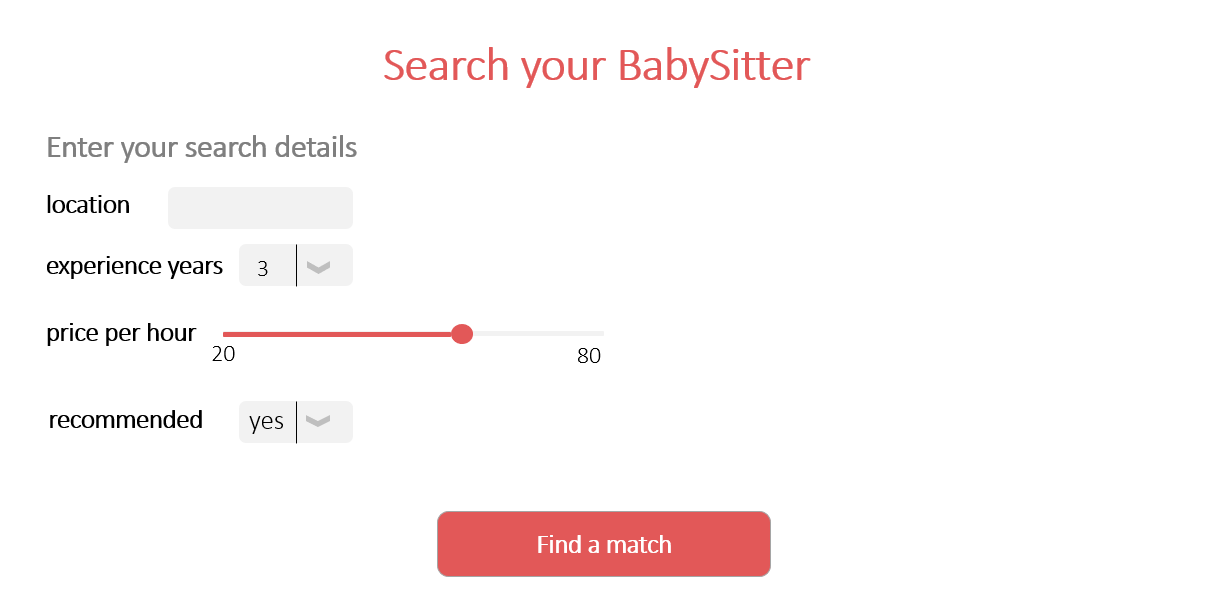 Search your BabySitter
Enter your search details
location
experience years 3
price per hour
20 80
recommended yes
Find a match